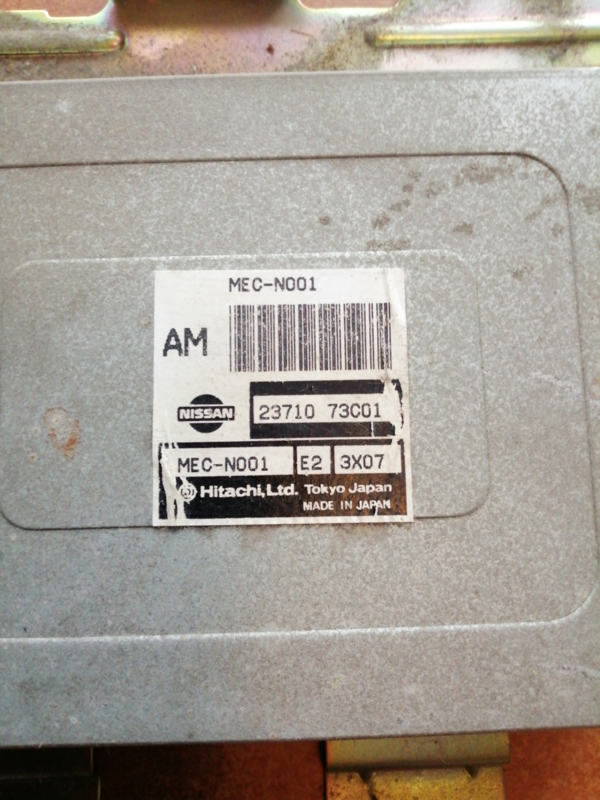 MEC-N001
AM
NISSAN
23710 73C01
MEC-N001 E2 3X07
Hitachi, Ltd. Tokyo Japan
MADE IN JAPAN